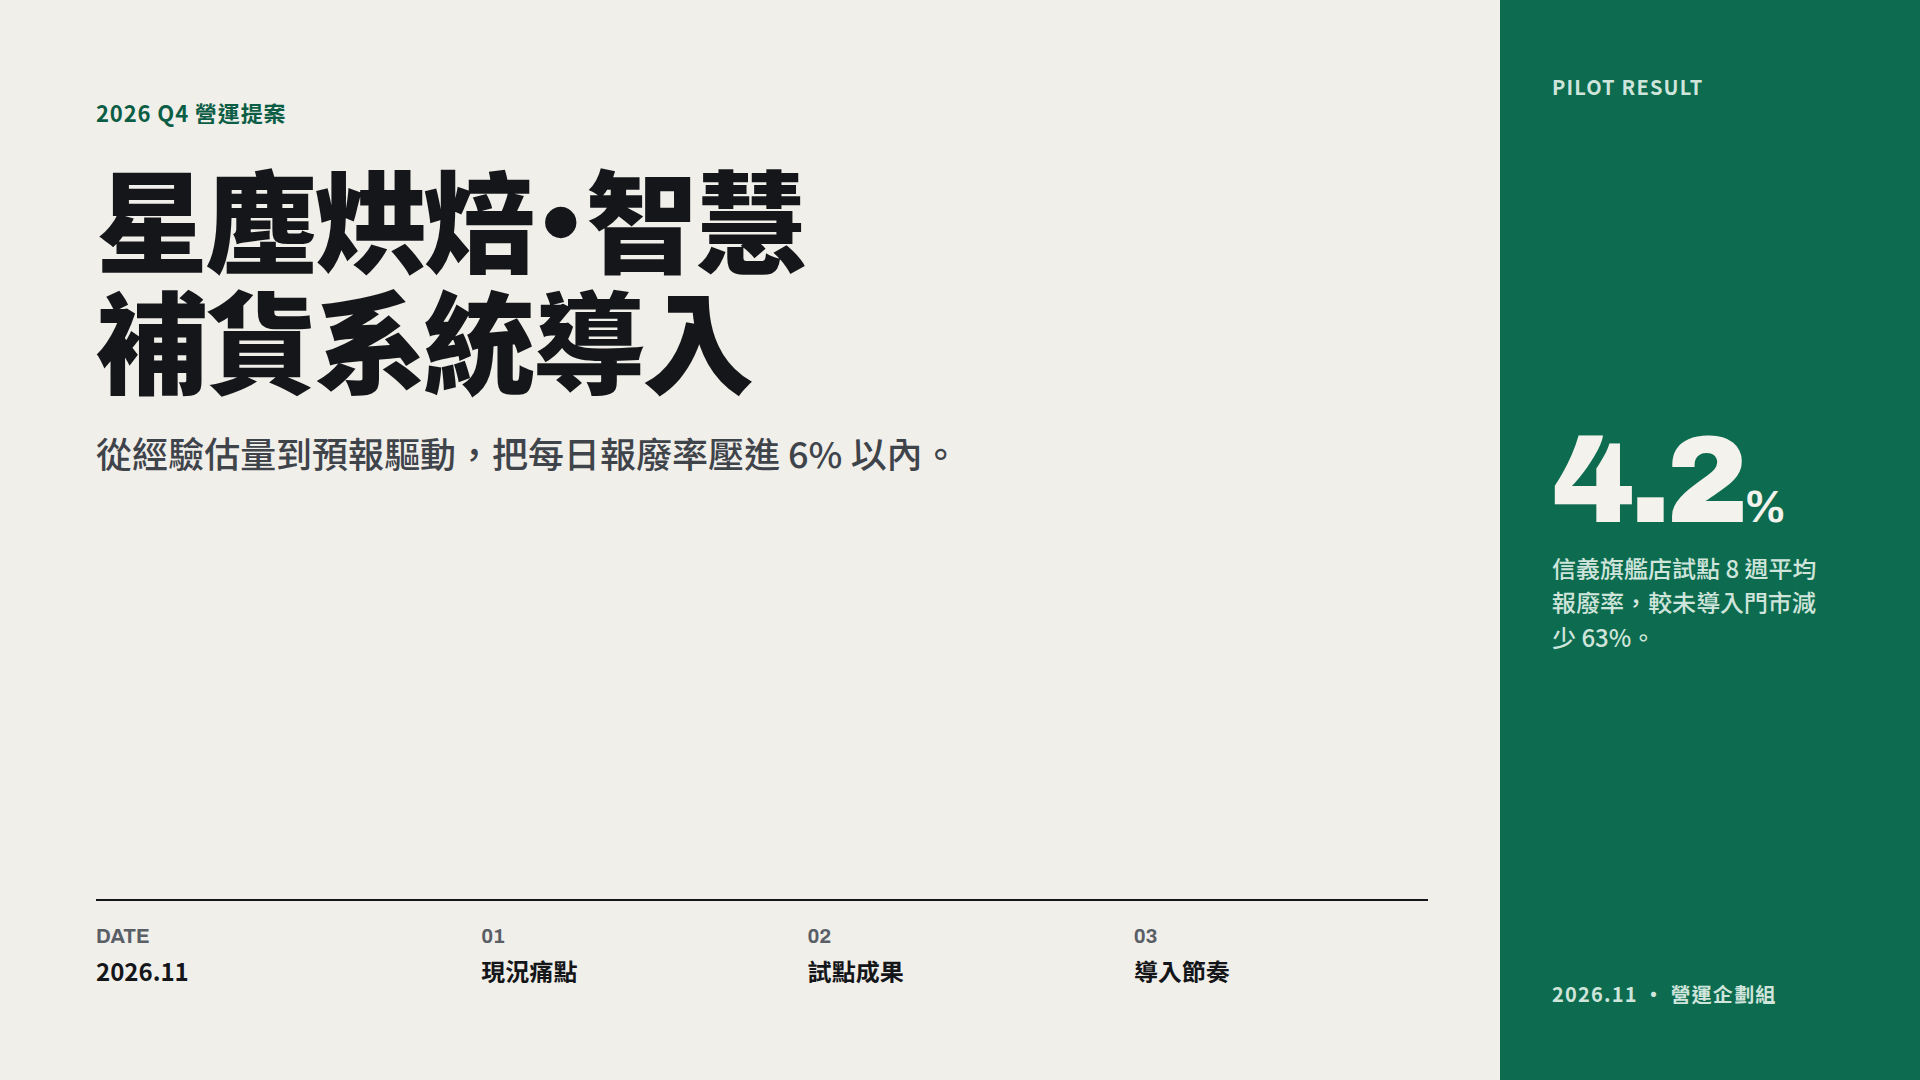 2026 Q4 營運提案
星塵烘焙•智慧
補貨系統導入
從經驗估量到預報驅動，把每日報廢率壓進 6% 以內。
DATE
2026.11
01
現況痛點
02
試點成果
03
導入節奏
PILOT RESULT
4.2%
信義旗艦店試點 8 週平均
報廢率，較未導入門市減
少 63%。
2026.11 • 營運企劃組